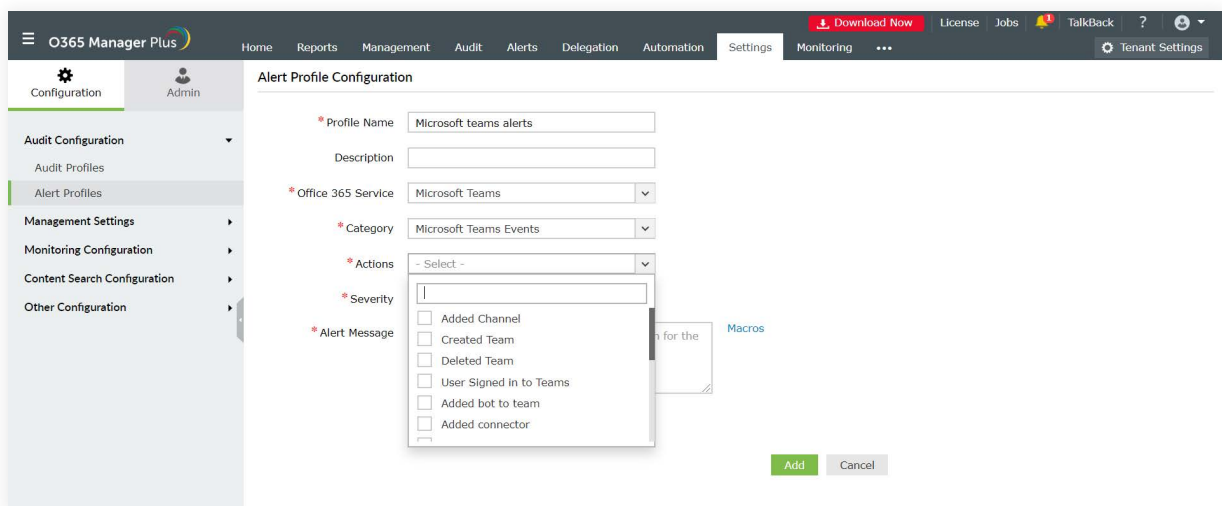 Download Now License Jobs 1 TalkBack ?
O365 Manager Plus
Home Reports Management Audit Alerts Delegation Automation Settings Monitoring ••• Tenant Settings
Configuration Admin
Alert Profile Configuration
* Profile Name Microsoft teams alerts
Audit Configuration
Description
Audit Profiles
Alert Profiles
* Office 365 Service Microsoft Teams
Management Settings
* Category Microsoft Teams Events
Monitoring Configuration
* Actions - Select -
Content Search Configuration
* Severity
Other Configuration
Added Channel
* Alert Message for the Macros
Created Team
Deleted Team
User Signed in to Teams
Added bot to team
Added connector
Add Cancel